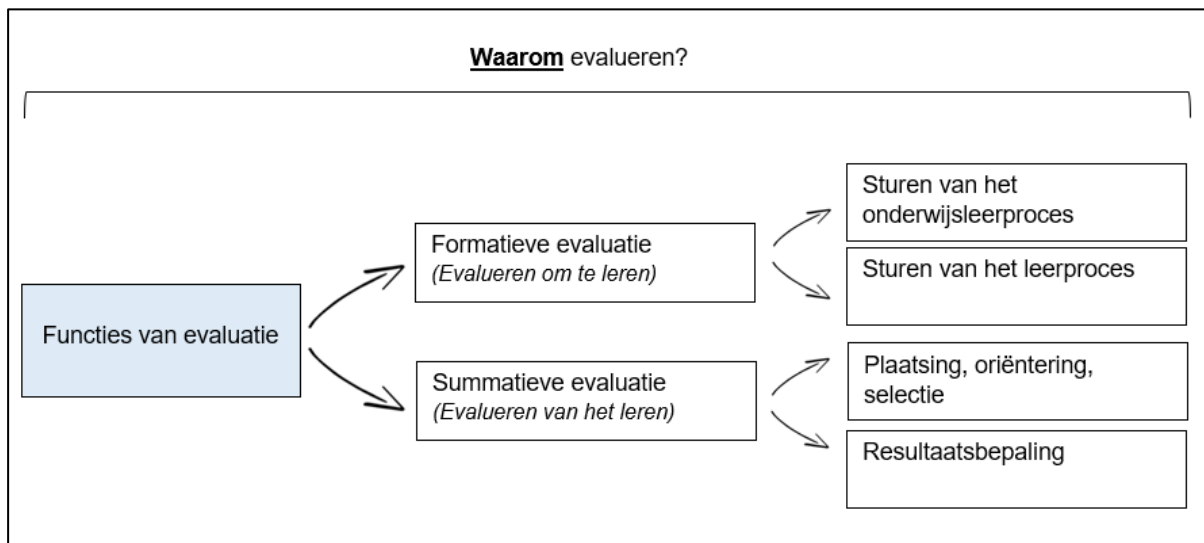 Waarom evalueren?
Functies van evaluatie
Formatieve evaluatie
(Evalueren om te leren)
Summatieve evaluatie
(Evalueren van het leren)
Sturen van het
onderwijsleerproces
Sturen van het leerproces
Plaatsing, oriëntering,
selectie
Resultaatsbepaling